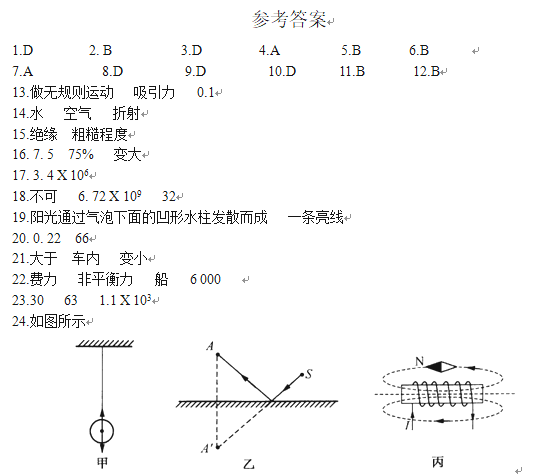 参考答案
1.D 2. B 3.D 4.A 5.B 6.B
7.A 8.D 9.D 10.D 11.B 12.B
13.做无规则运动 吸引力 0.1
14.水 空气 折射
15.绝缘 粗糙程度
16. 7. 5 75% 变大
17. 3. 4 X 10⁶
18.不可 6. 72 X 10⁹ 32
19.阳光通过气泡下面的凹形水柱发散而成 一条亮线
20. 0. 22 66
21.大于 车内 变小
22.费力 非平衡力 船 6 000
23.30 63 1.1 X 10³
24.如图所示
A S N
A′ I
甲 乙 丙